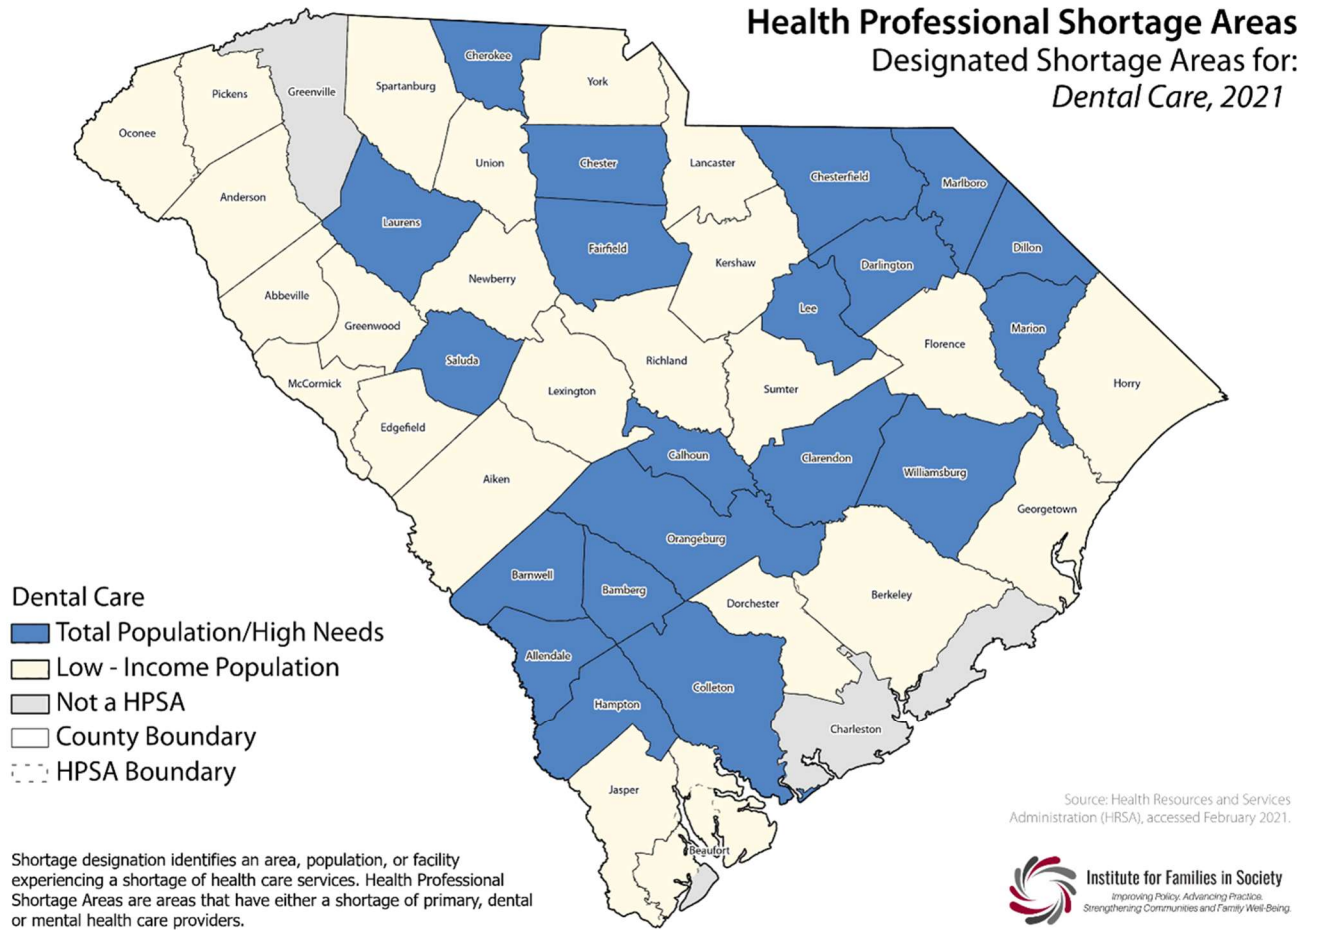 Health Professional Shortage Areas
Designated Shortage Areas for:
Dental Care, 2021
Cherokee
York
Spartanburg
Greenville
Pickens
Oconee
Union
Chester
Lancaster
Chesterfield
Marlboro
Anderson
Laurens
Fairfield
Dillon
Newberry
Kershaw
Darlington
Abbeville
Greenwood
Lee
Marion
Florence
Saluda
Richland
McCormick
Lexington
Sumter
Horry
Edgefield
Calhoun
Clarendon
Williamsburg
Aiken
Georgetown
Orangeburg
Barnwell
Bamberg
Dorchester
Berkeley
Allendale
Colleton
Hampton
Charleston
Jasper
Beaufort
Dental Care
Total Population/High Needs
Low - Income Population
Not a HPSA
County Boundary
HPSA Boundary
Shortage designation identifies an area, population, or facility
experiencing a shortage of health care services. Health Professional
Shortage Areas are areas that have either a shortage of primary, dental
or mental health care providers.
Source: Health Resources and Services
Administration (HRSA), accessed February 2021.
Institute for Families in Society
Improving Policy. Advancing Practice.
Strengthening Communities and Family Well-Being.